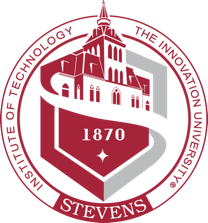 INSTITUTE OF TECHNOLOGY
THE INNOVATION UNIVERSITY®
1870
STEVENS